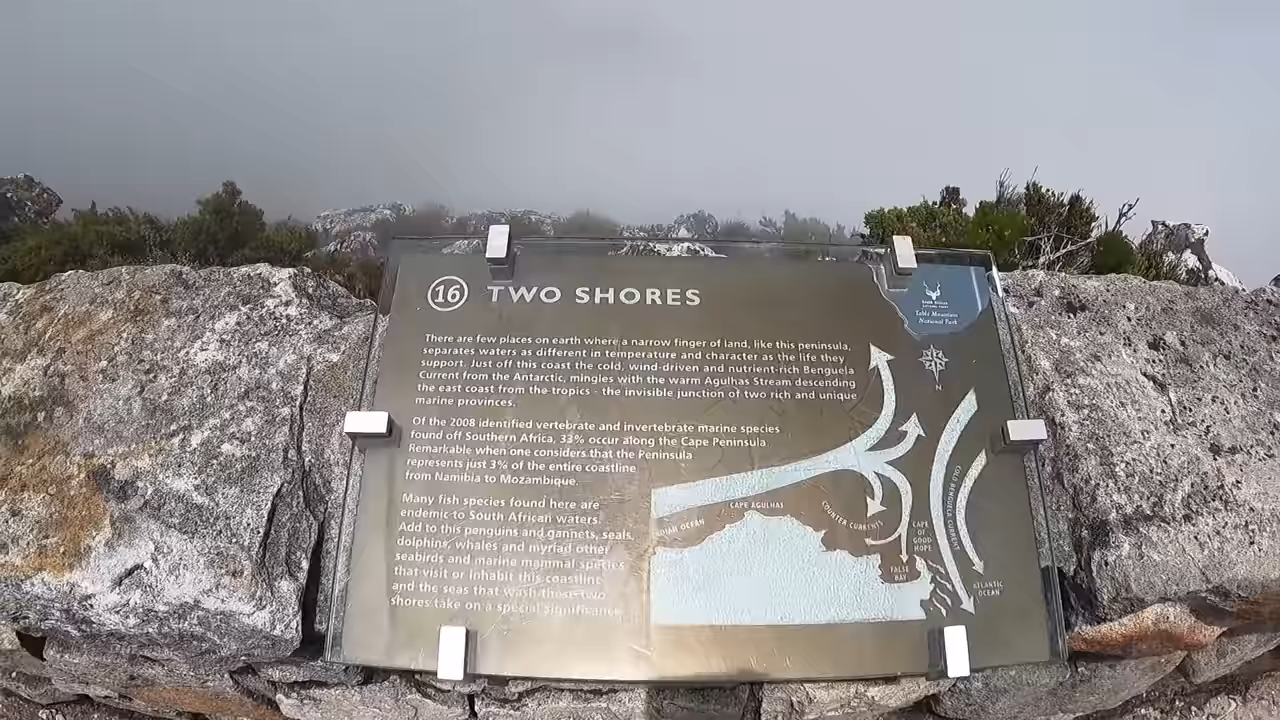 16 TWO SHORES
South African
NATIONAL PARKS
Table Mountain
National Park
There are few places on earth where a narrow finger of land, like this peninsula,
separates waters as different in temperature and character as the life they
support. Just off this coast the cold, wind-driven and nutrient-rich Benguela
Current from the Antarctic, mingles with the warm Agulhas Stream descending
the east coast from the tropics - the invisible junction of two rich and unique
marine provinces.
Of the 2008 identified vertebrate and invertebrate marine species
found off Southern Africa, 33% occur along the Cape Peninsula.
Remarkable when one considers that the Peninsula
represents just 3% of the entire coastline
from Namibia to Mozambique.
Many fish species found here are
endemic to South African waters.
Add to this penguins and gannets, seals,
dolphins, whales and myriad other
seabirds and marine mammal species
that visit or inhabit this coastline
and the seas that wash these two
shores take on a special significance.
N
INDIAN OCEAN
CAPE AGULHAS
COUNTER CURRENTS
CAPE
OF
GOOD
HOPE
FALSE
BAY
COLD BENGUELA CURRENT
ATLANTIC
OCEAN